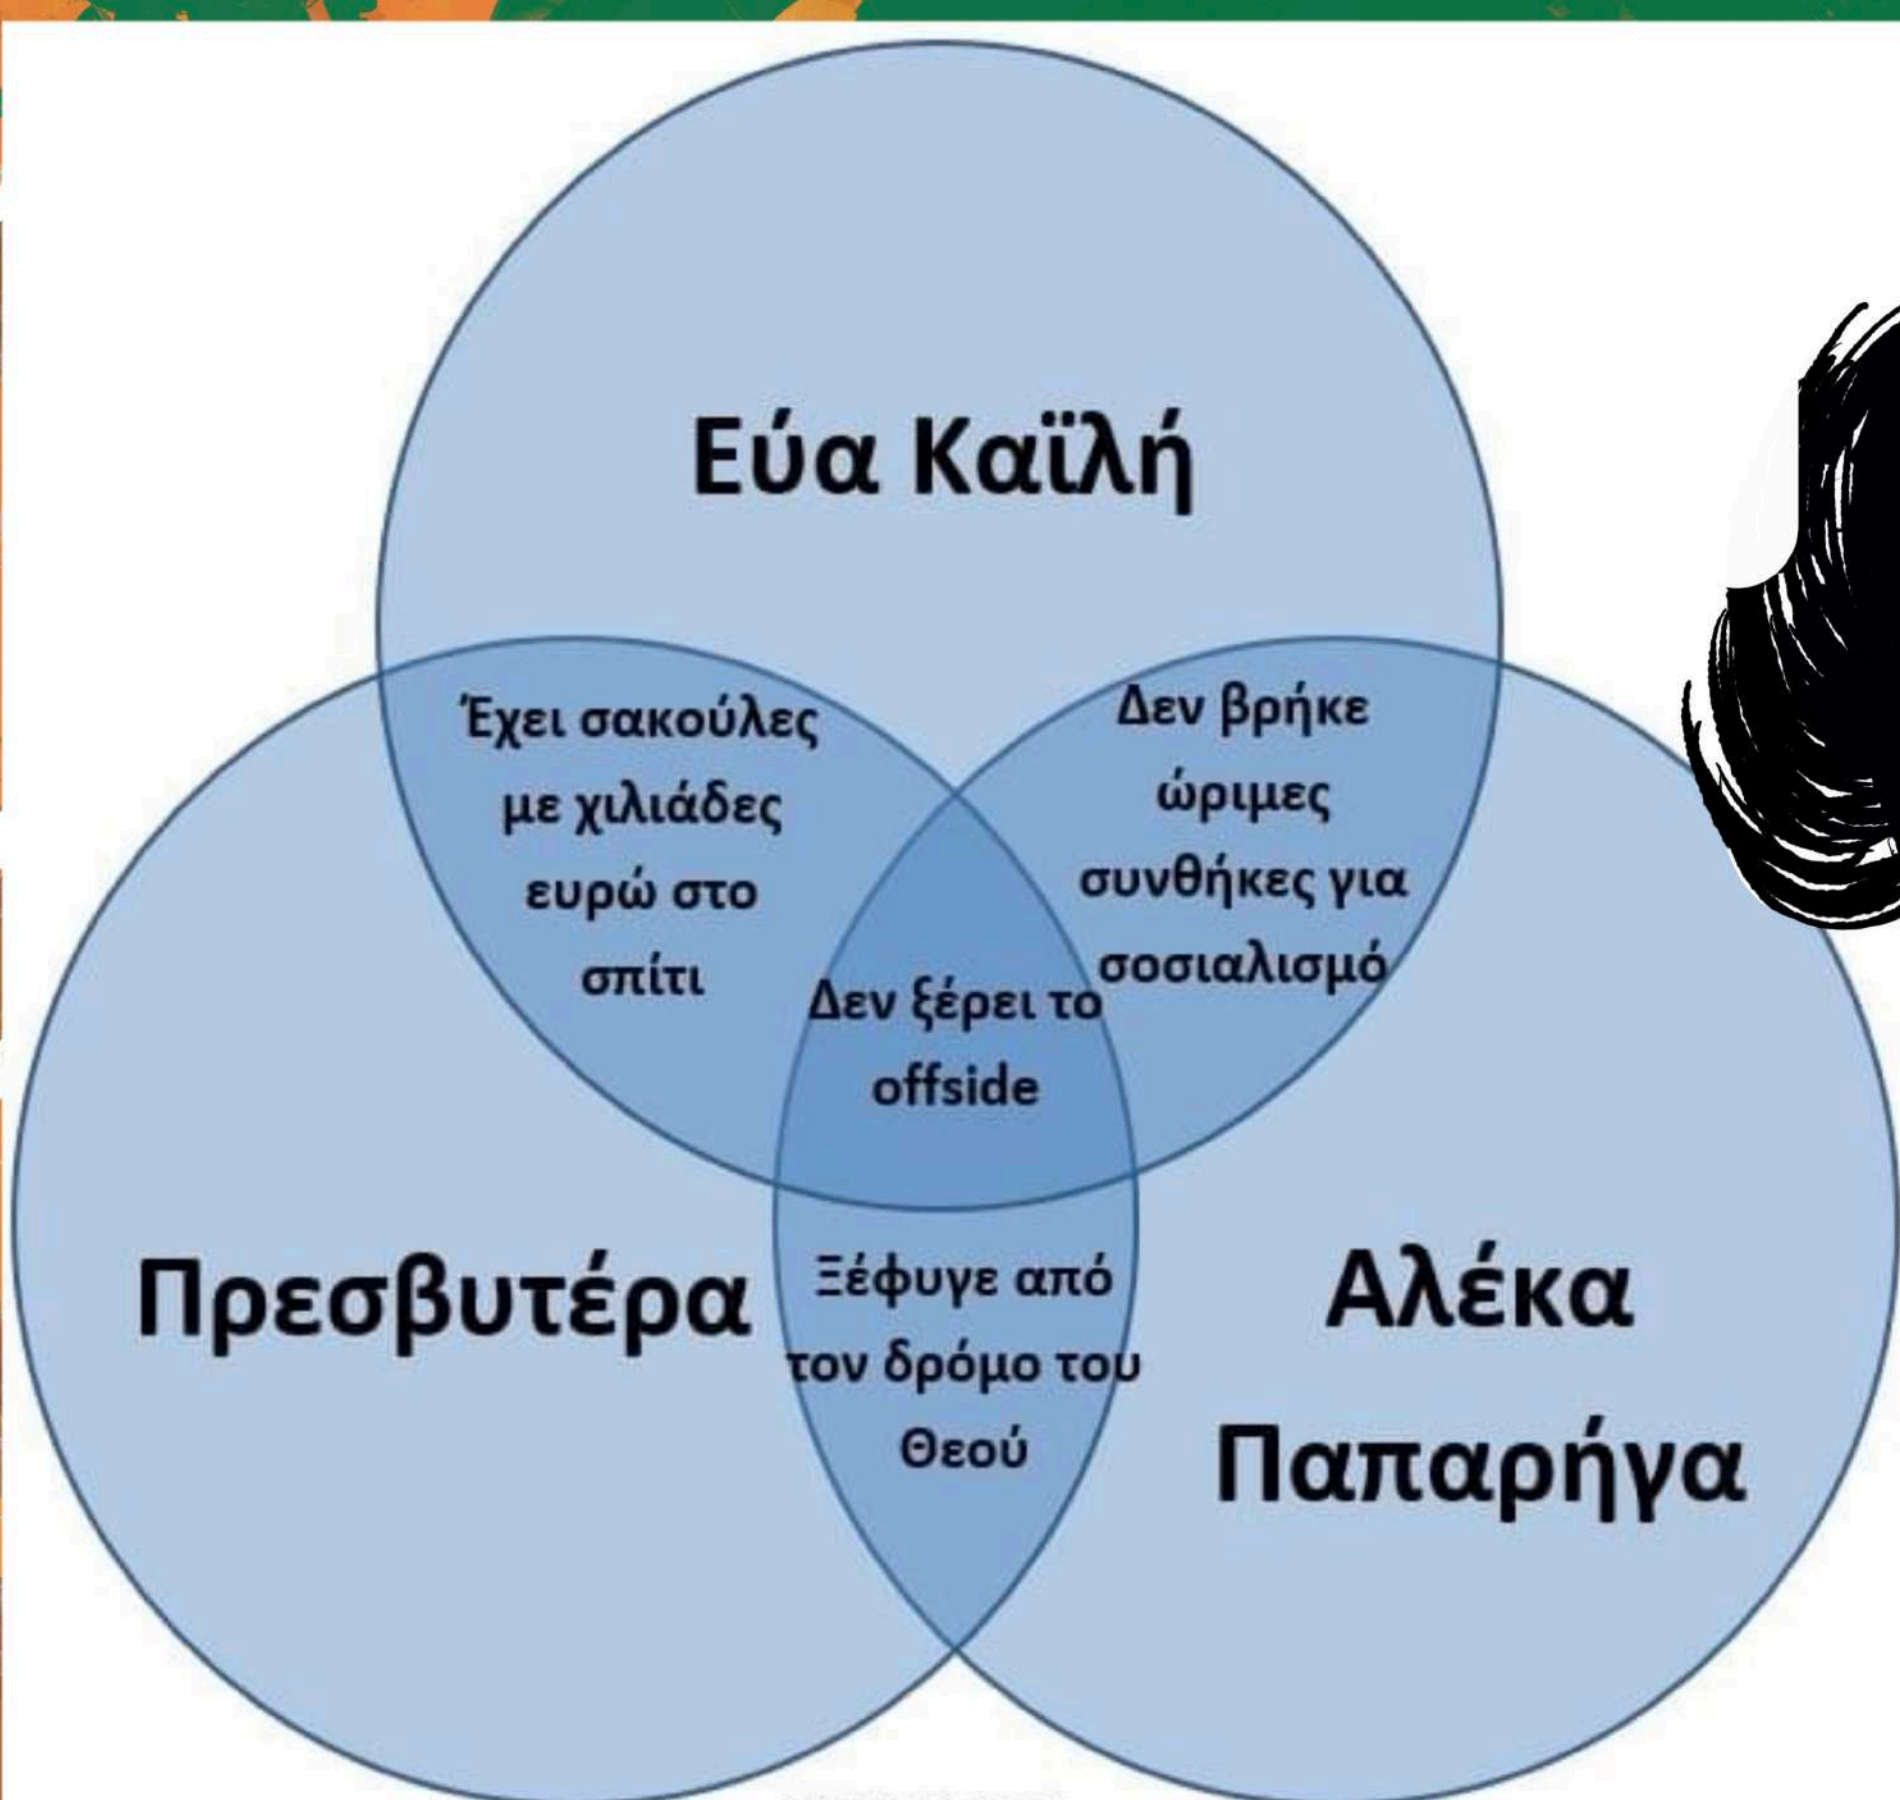 Εύα Καϊλή
Έχει σακούλες
με χιλιάδες
ευρώ στο
σπίτι
Δεν βρήκε
ώριμες
συνθήκες για
σοσιαλισμό
Δεν ξέρει το
offside
Πρεσβυτέρα
Ξέφυγε από
τον δρόμο του
Θεού
Αλέκα
Παπαρήγα